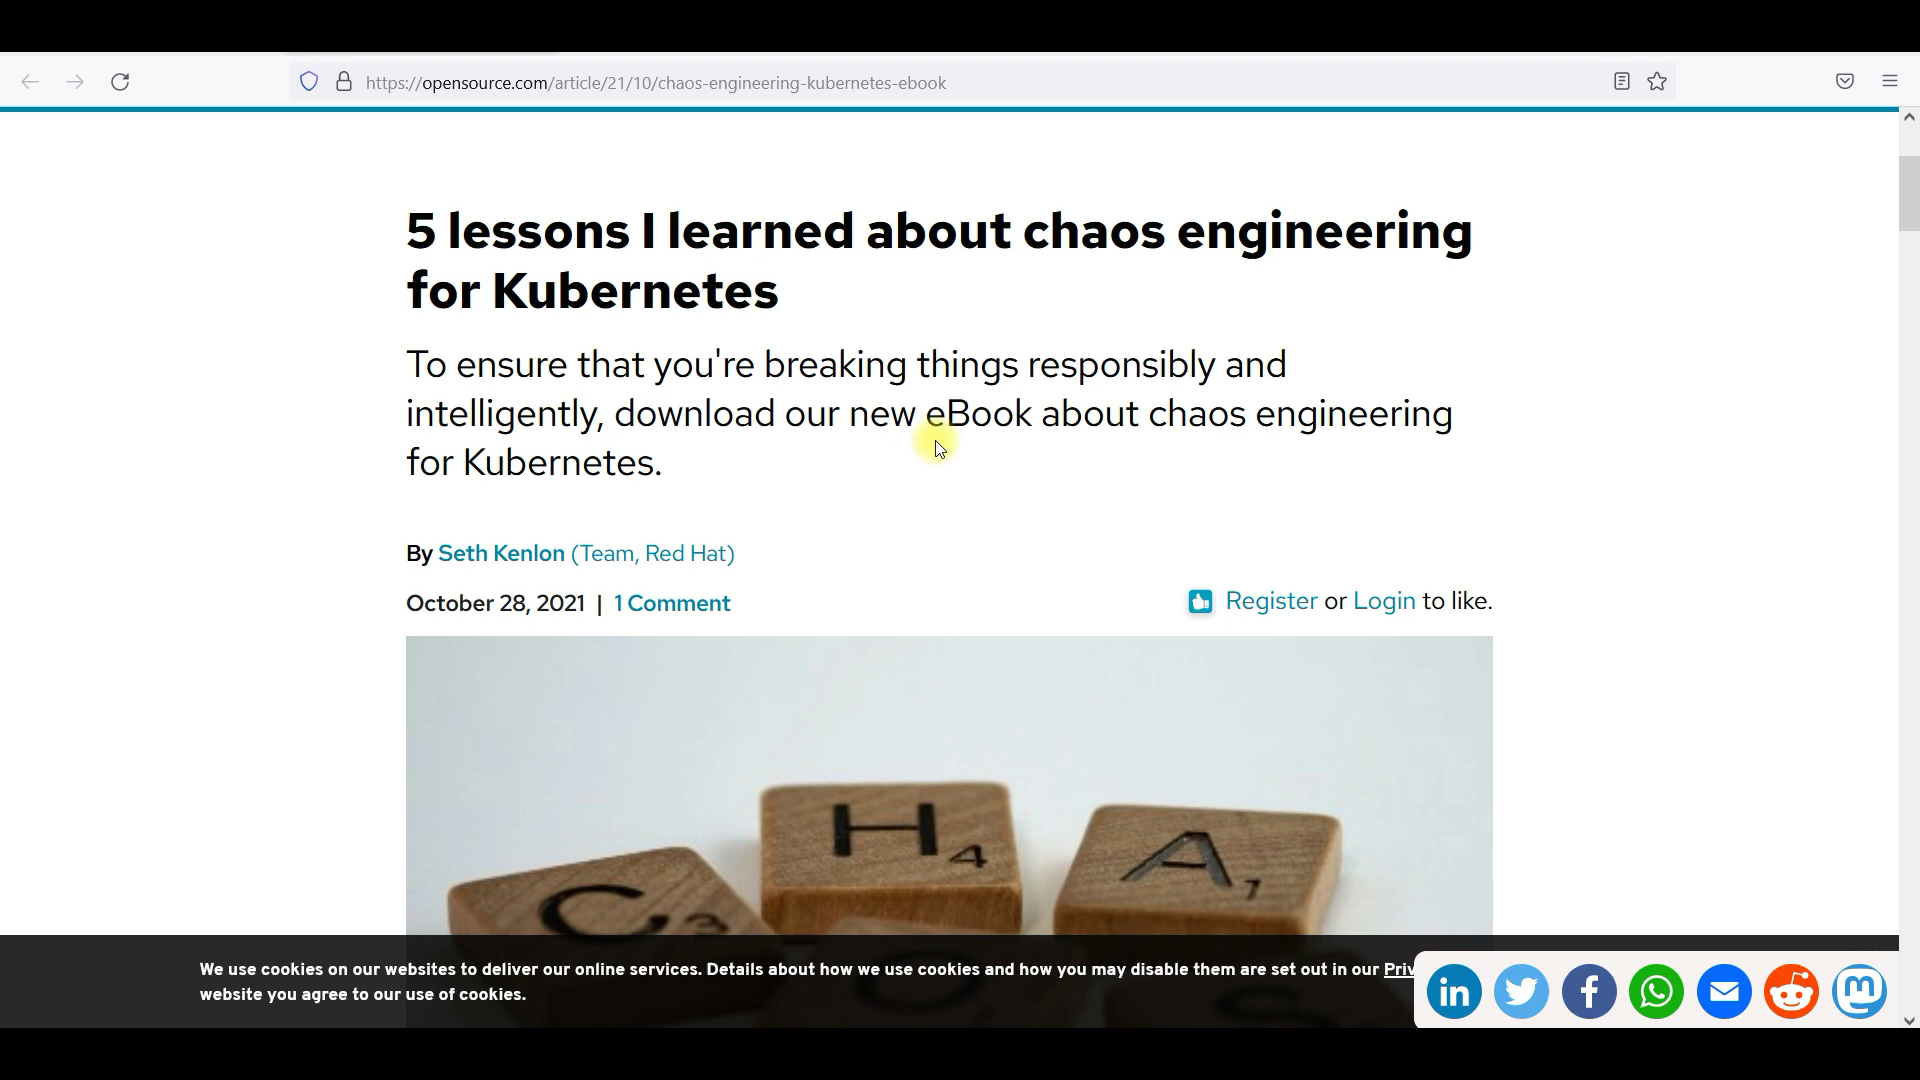 https://opensource.com/article/21/10/chaos-engineering-kubernetes-ebook
5 lessons I learned about chaos engineering
for Kubernetes
To ensure that you're breaking things responsibly and
intelligently, download our new eBook about chaos engineering
for Kubernetes.
By Seth Kenlon (Team, Red Hat)
October 28, 2021 | 1 Comment
Register or Login to like.
H4
A1
C3
O
S
We use cookies on our websites to deliver our online services. Details about how we use cookies and how you may disable them are set out in our
website you agree to our use of cookies.